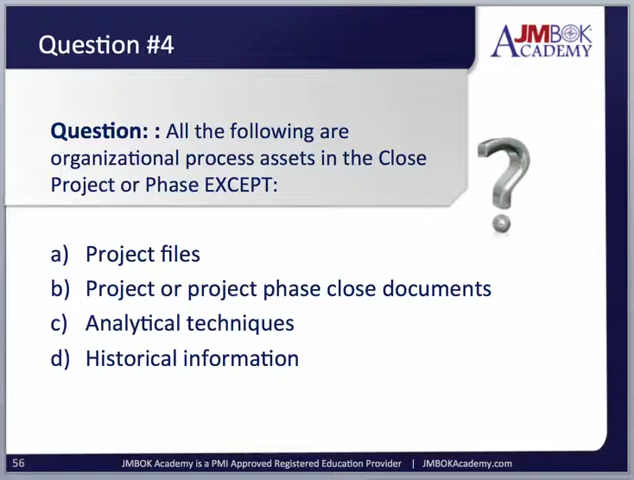 Question #4
JMBOK
ACADEMY
Question: : All the following are
organizational process assets in the Close
Project or Phase EXCEPT:
a) Project files
b) Project or project phase close documents
c) Analytical techniques
d) Historical information
56
JMBOK Academy is a PMI Approved Registered Education Provider | JMBOKAcademy.com